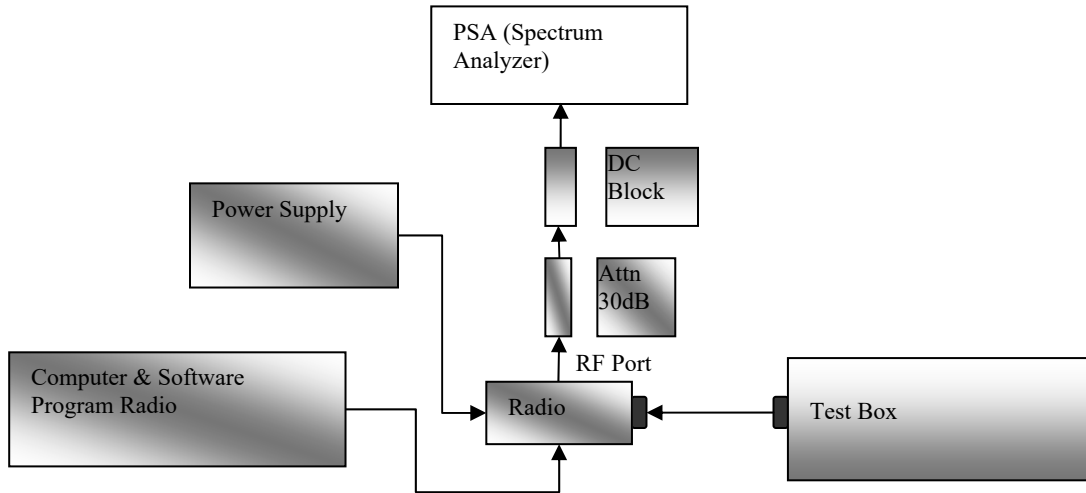 PSA (Spectrum
Analyzer)
DC
Block
Power Supply
Attn
30dB
RF Port
Computer & Software
Program Radio
Radio
Test Box